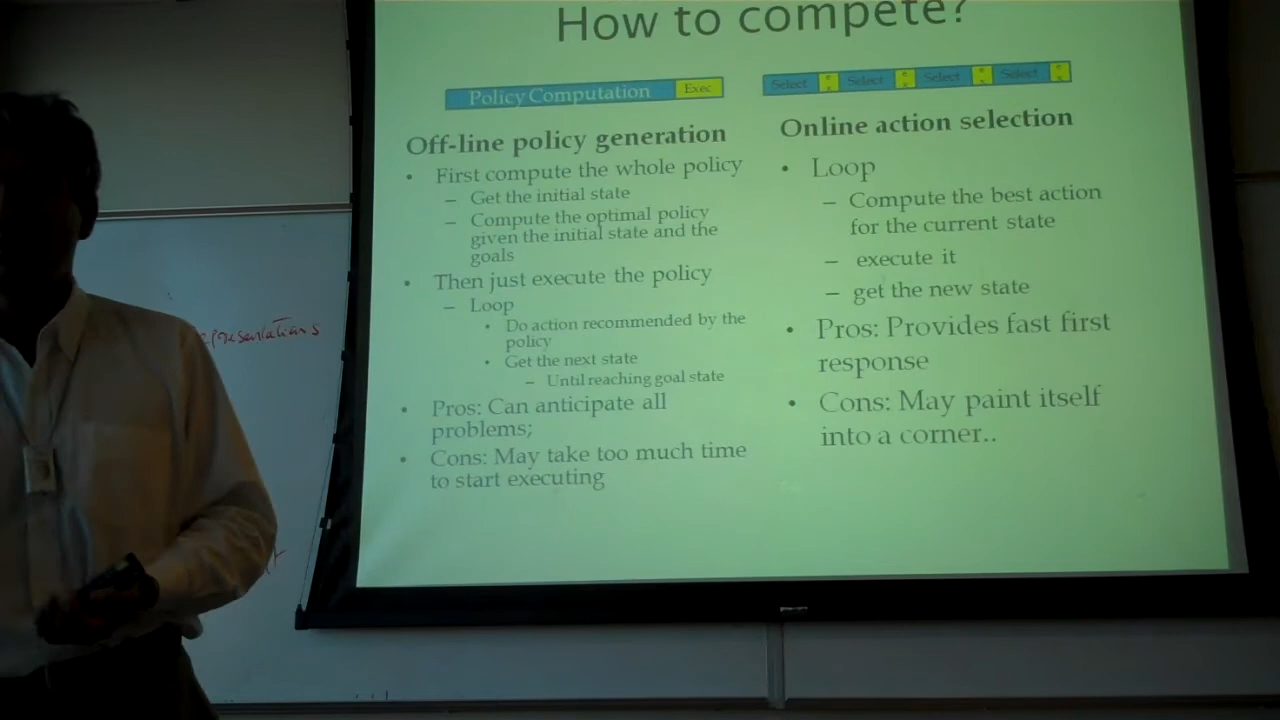 How to compete?
Policy Computation Exec
Off-line policy generation
• First compute the whole policy
– Get the initial state
– Compute the optimal policy
given the initial state and the
goals
• Then just execute the policy
– Loop
• Do action recommended by the
policy
• Get the next state
– Until reaching goal state
• Pros: Can anticipate all
problems;
• Cons: May take too much time
to start executing
Select Select Select Select
Online action selection
• Loop
– Compute the best action
for the current state
– execute it
– get the new state
• Pros: Provides fast first
response
• Cons: May paint itself
into a corner..